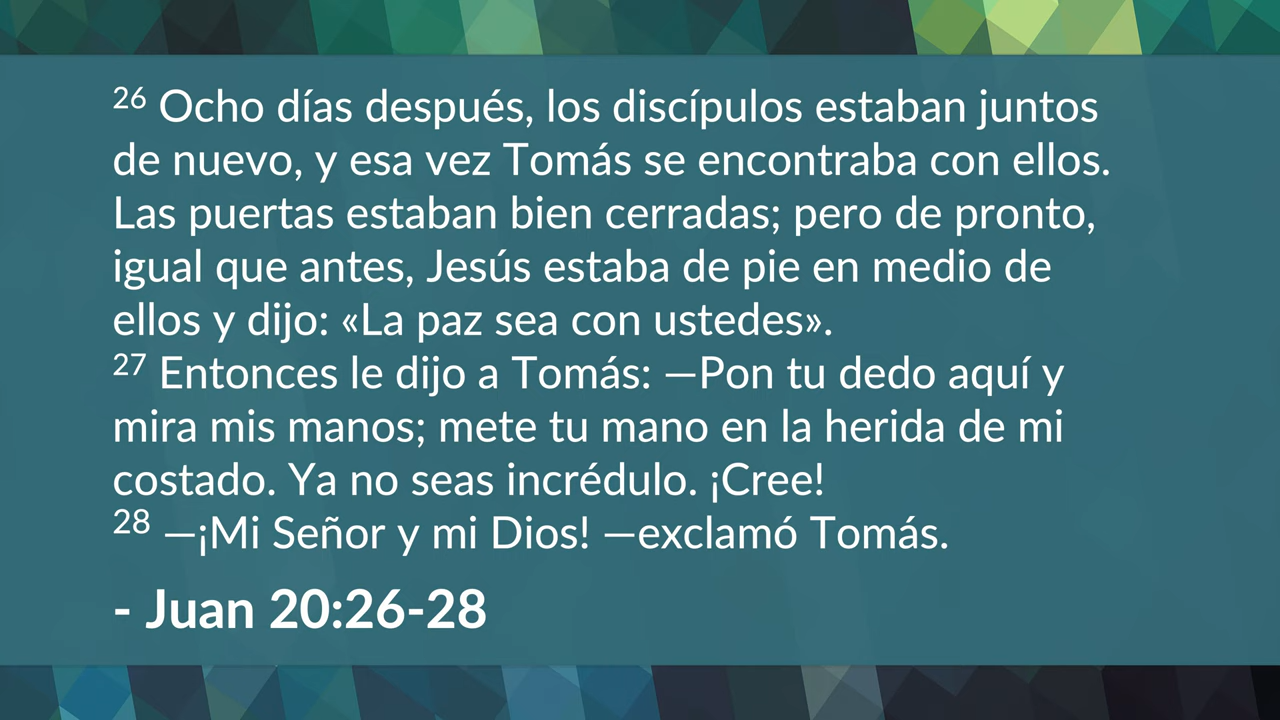 26 Ocho días después, los discípulos estaban juntos
de nuevo, y esa vez Tomás se encontraba con ellos.
Las puertas estaban bien cerradas; pero de pronto,
igual que antes, Jesús estaba de pie en medio de
ellos y dijo: «La paz sea con ustedes».
27 Entonces le dijo a Tomás: —Pon tu dedo aquí y
mira mis manos; mete tu mano en la herida de mi
costado. Ya no seas incrédulo. ¡Cree!
28 —¡Mi Señor y mi Dios! —exclamó Tomás.
- Juan 20:26-28